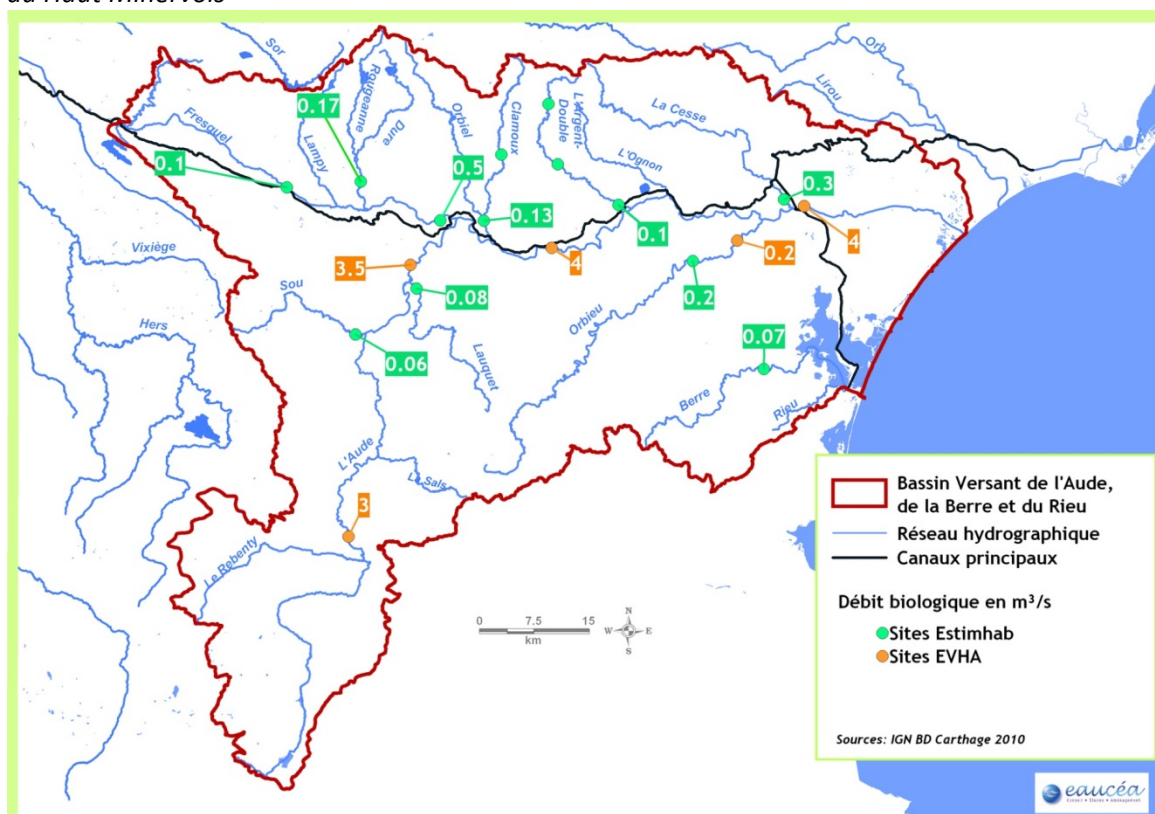 du Haut Minervois
Sor
Orb
Lirou
Rougeanne
Dure
Orbiel
Clamoux
L'Argent-
Double
La Cesse
Fresquel
Lampy
L'Ognon
0.17
0.1
0.5
0.13
0.1
0.3
4
4
0.2
0.2
3.5
0.08
Vixiège
Sou
Hers
0.06
Lauquet
Orbieu
0.07
Berre
Rieu
L'Aude
La Sals
3
Le Rebenty
0 7.5 15
km
N
W E
S
Bassin Versant de l'Aude,
de la Berre et du Rieu
Réseau hydrographique
Canaux principaux
Débit biologique en m³/s
Sites Estimhab
Sites EVHA
Sources: IGN BD Carthage 2010
eaucéa